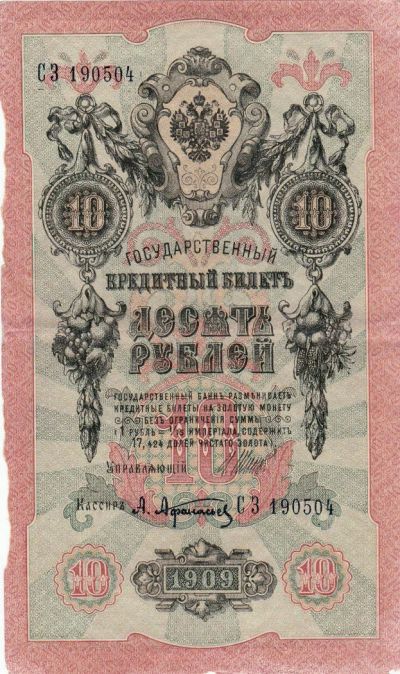 СЗ 190504
10 10
ГОСУДАРСТВЕННЫЙ
КРЕДИТНЫЙ БИЛЕТЪ
ДЕСЯТЬ
РУБЛЕЙ
ГОСУДАРСТВЕННЫЙ БАНКЪ РАЗМѢНИВАЕТЪ
КРЕДИТНЫЕ БИЛЕТЫ НА ЗОЛОТУЮ МОНЕТУ
БЕЗЪ ОГРАНИЧЕНІЯ СУММЫ
(1 РУБЛЬ = 1/15 ИМПЕРІАЛА, СОДЕРЖИТЪ
17,424 ДОЛЕЙ ЧИСТАГО ЗОЛОТА).
10
УПРАВЛЯЮЩІЙ
КАССИРЪ А. Афанасьев СЗ 190504
10 1909 10